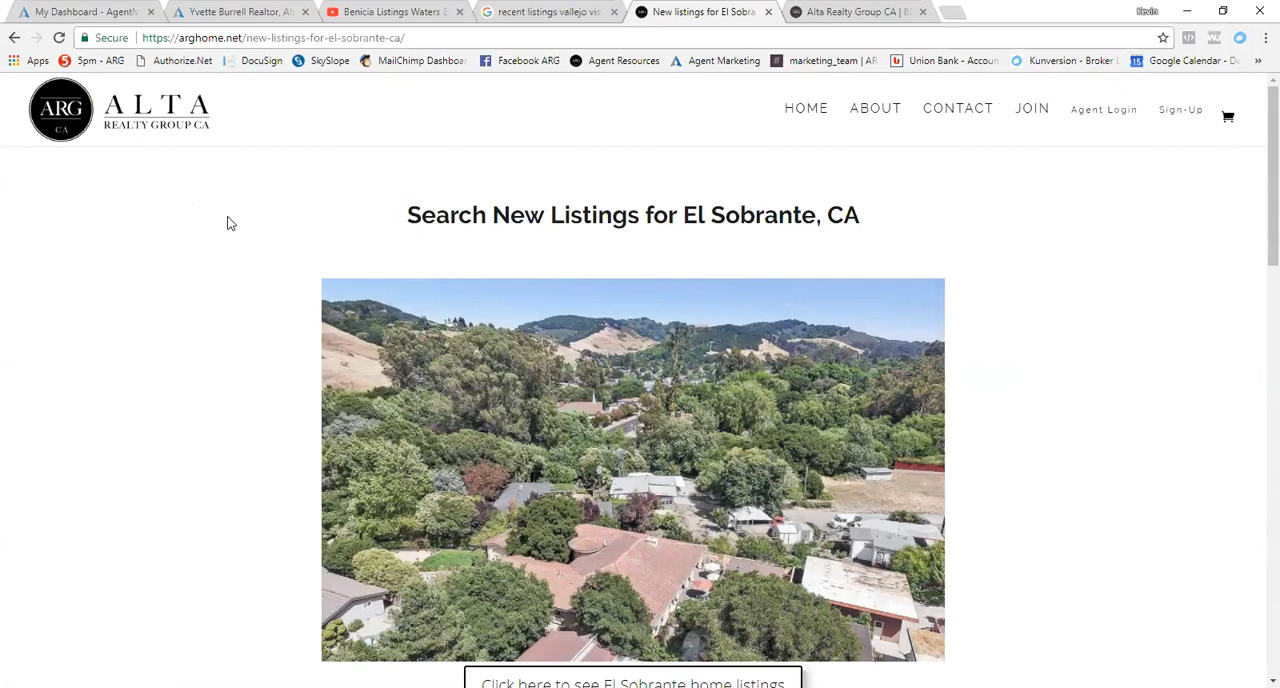 My Dashboard - Agent
Yvette Burrell Realtor, Al
Benicia Listings Waters E
recent listings vallejo vis
New listings for El Sobra
Alta Realty Group CA | 8
Kevin
Secure
https://arghome.net/new-listings-for-el-sobrante-ca/
Apps
5pm - ARG
Authorize.Net
DocuSign
SkySlope
MailChimp Dashboa
Facebook ARG
Agent Resources
Agent Marketing
marketing_team | AR
Union Bank - Accoun
Kunversion - Broker
Google Calendar - De
ARG
CA
ALTA
REALTY GROUP CA
HOME
ABOUT
CONTACT
JOIN
Agent Login
Sign-Up
Search New Listings for El Sobrante, CA
Click here to see El Sobrante home listings